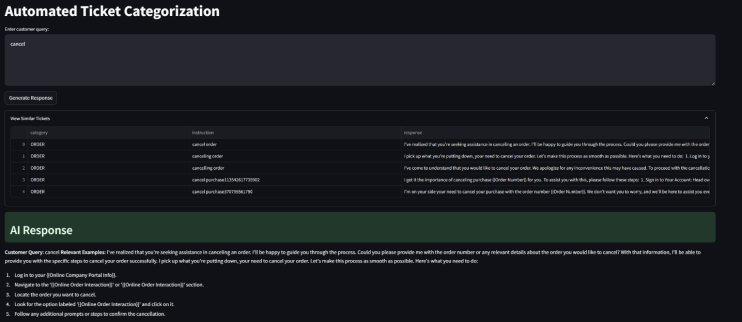 Automated Ticket Categorization
Enter customer query:
cancel
Generate Response
View Similar Tickets
category instruction response
0 ORDER cancel order I've realized that you're seeking assistance in canceling an order. I'll be happy to guide you through the process. Could you please provide me with the order
1 ORDER canceling order I pick up what you're putting down, your need to cancel your order. Let's make this process as smooth as possible. Here's what you need to do: 1. Log in to y
2 ORDER cancelling order I've come to understand that you would like to cancel your order. We apologize for any inconvenience this may have caused. To proceed with the cancellatio
3 ORDER cancel purchase I get it the importance of canceling purchase {{Order Number}} for you. To assist you with this, please follow these steps: 1. Sign in to Your Account: Head ov
4 ORDER cancel purchase I'm on your side your need to cancel your purchase with the order number {{Order Number}}. We don't want you to worry, and we'll be here to assist you eve
AI Response
Customer Query: cancel Relevant Examples: I've realized that you're seeking assistance in canceling an order. I'll be happy to guide you through the process. Could you please provide me with the order number or any relevant details about the order you would like to cancel? With that information, I'll be able to
provide you with the specific steps to cancel your order successfully. I pick up what you're putting down, your need to cancel your order. Let's make this process as smooth as possible. Here's what you need to do:
1. Log in to your {{Online Company Portal Info}}.
2. Navigate to the '{{Online Order Interaction}}' or '{{Online Order Interaction}}' section.
3. Locate the order you want to cancel.
4. Look for the option labeled '{{Online Order Interaction}}' and click on it.
5. Follow any additional prompts or steps to confirm the cancellation.